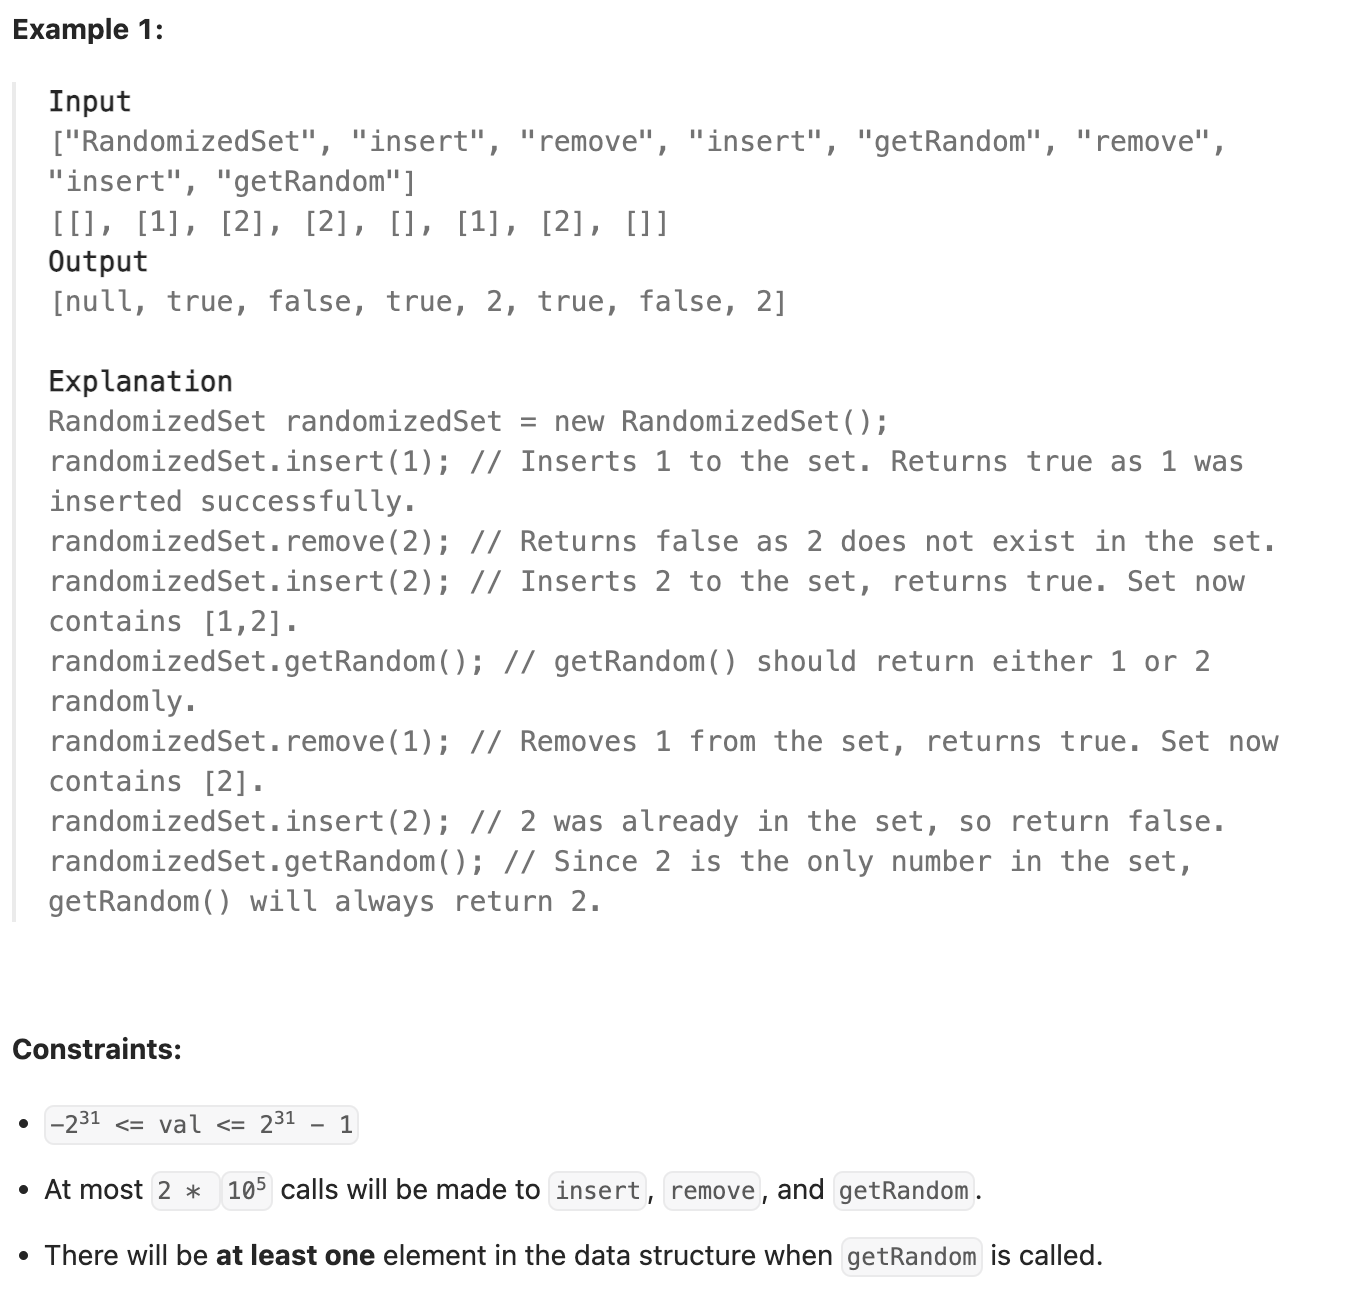 Example 1:
Input
["RandomizedSet", "insert", "remove", "insert", "getRandom", "remove",
"insert", "getRandom"]
[[], [1], [2], [2], [], [1], [2], []]
Output
[null, true, false, true, 2, true, false, 2]
Explanation
RandomizedSet randomizedSet = new RandomizedSet();
randomizedSet.insert(1); // Inserts 1 to the set. Returns true as 1 was
inserted successfully.
randomizedSet.remove(2); // Returns false as 2 does not exist in the set.
randomizedSet.insert(2); // Inserts 2 to the set, returns true. Set now
contains [1,2].
randomizedSet.getRandom(); // getRandom() should return either 1 or 2
randomly.
randomizedSet.remove(1); // Removes 1 from the set, returns true. Set now
contains [2].
randomizedSet.insert(2); // 2 was already in the set, so return false.
randomizedSet.getRandom(); // Since 2 is the only number in the set,
getRandom() will always return 2.
Constraints:
• -2³¹ <= val <= 2³¹ - 1
• At most 2 * 10⁵ calls will be made to insert, remove, and getRandom.
• There will be at least one element in the data structure when getRandom is called.